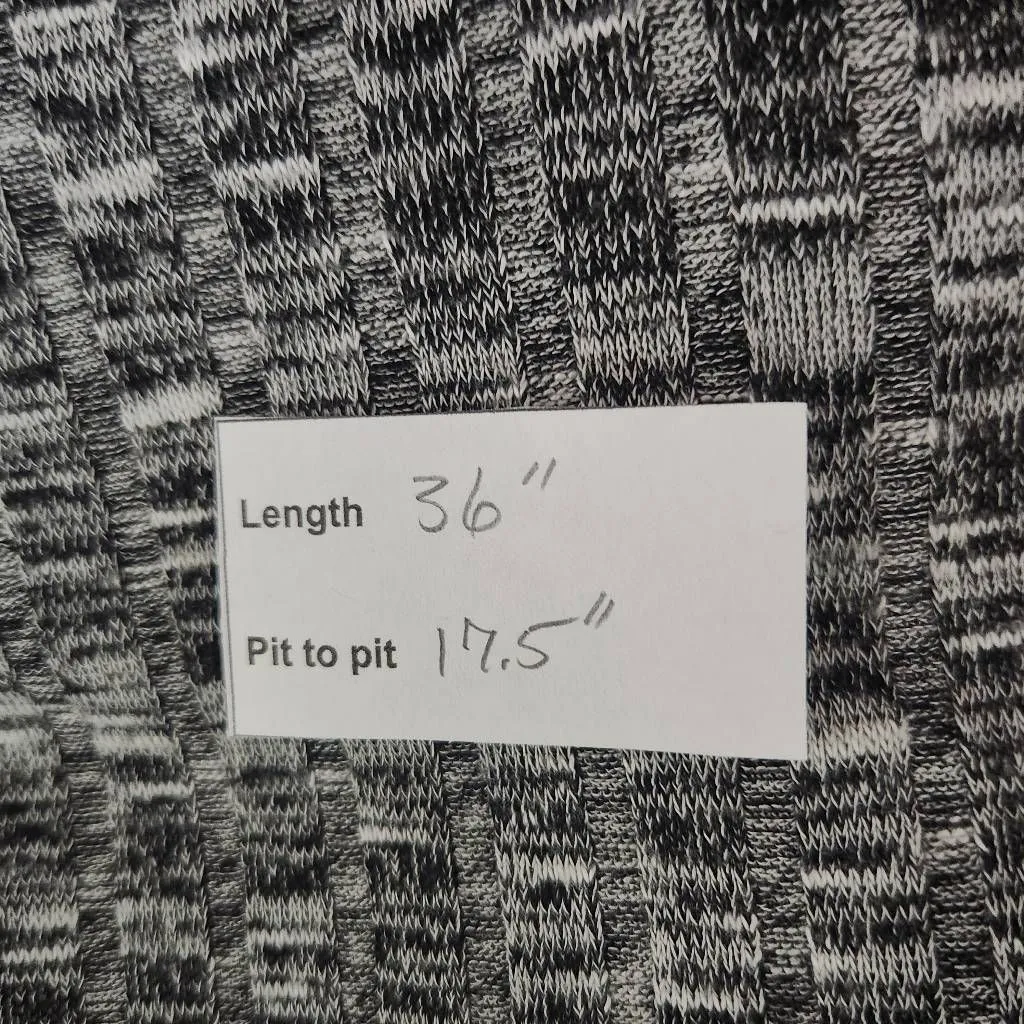 Length 36"
Pit to pit 17.5"